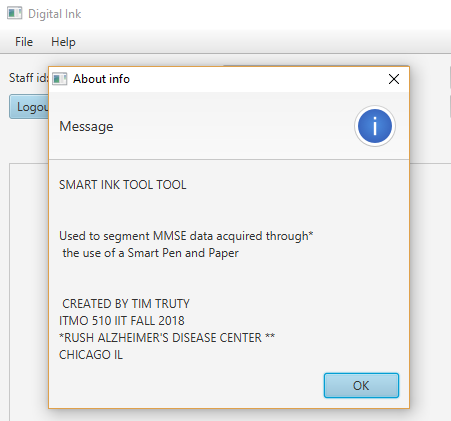 Digital Ink
File Help
Staff id:
About info
Message
SMART INK TOOL TOOL
Used to segment MMSE data acquired through*
the use of a Smart Pen and Paper
CREATED BY TIM TRUTY
ITMO 510 IIT FALL 2018
*RUSH ALZHEIMER'S DISEASE CENTER **
CHICAGO IL
OK